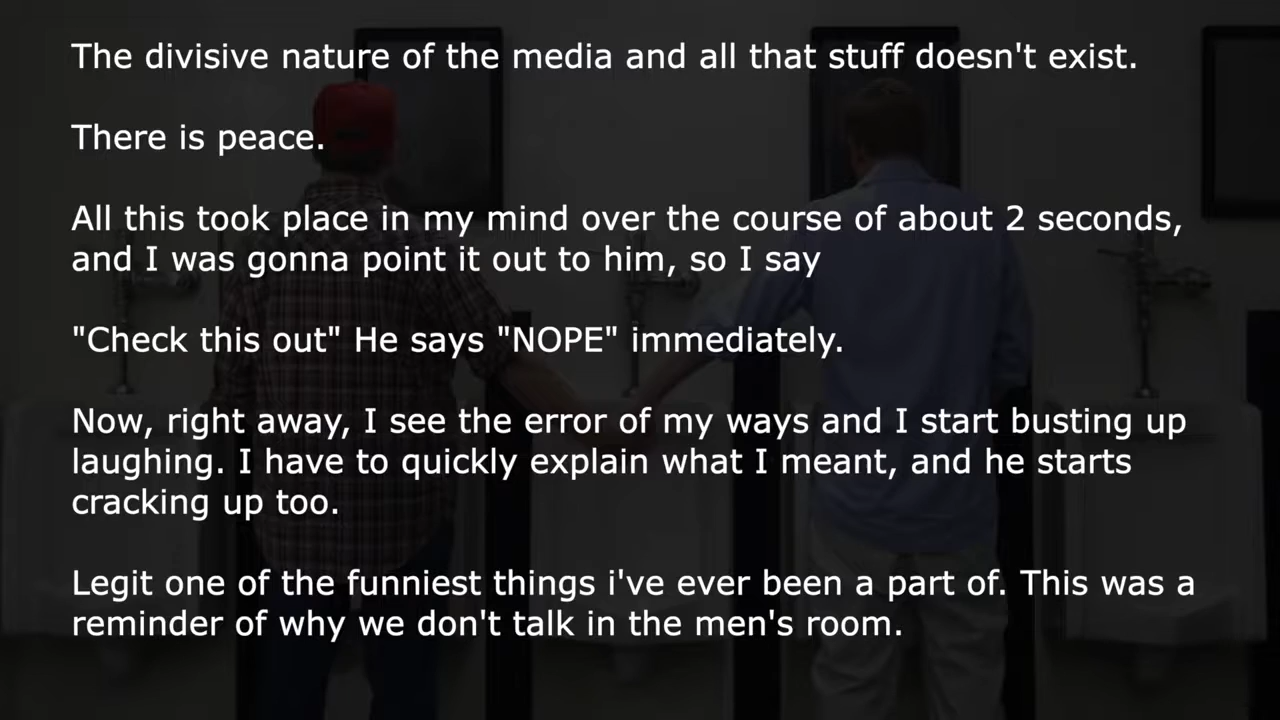 The divisive nature of the media and all that stuff doesn't exist.
There is peace.
All this took place in my mind over the course of about 2 seconds,
and I was gonna point it out to him, so I say
"Check this out" He says "NOPE" immediately.
Now, right away, I see the error of my ways and I start busting up
laughing. I have to quickly explain what I meant, and he starts
cracking up too.
Legit one of the funniest things i've ever been a part of. This was a
reminder of why we don't talk in the men's room.